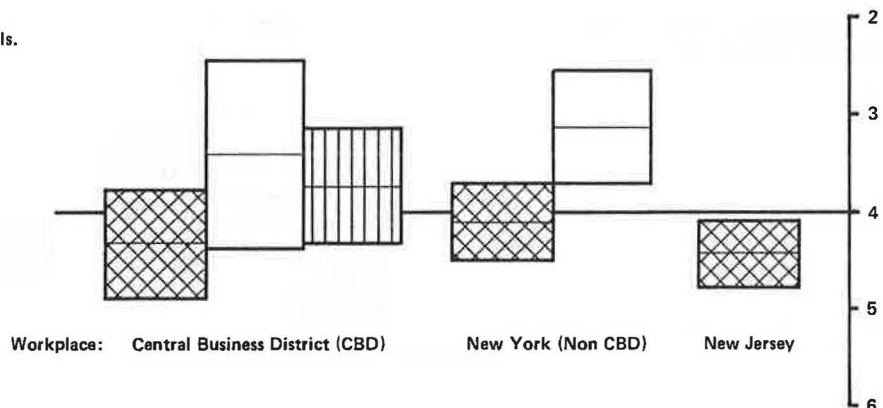 ls.
2
3
4
5
6
Workplace: Central Business District (CBD) New York (Non CBD) New Jersey